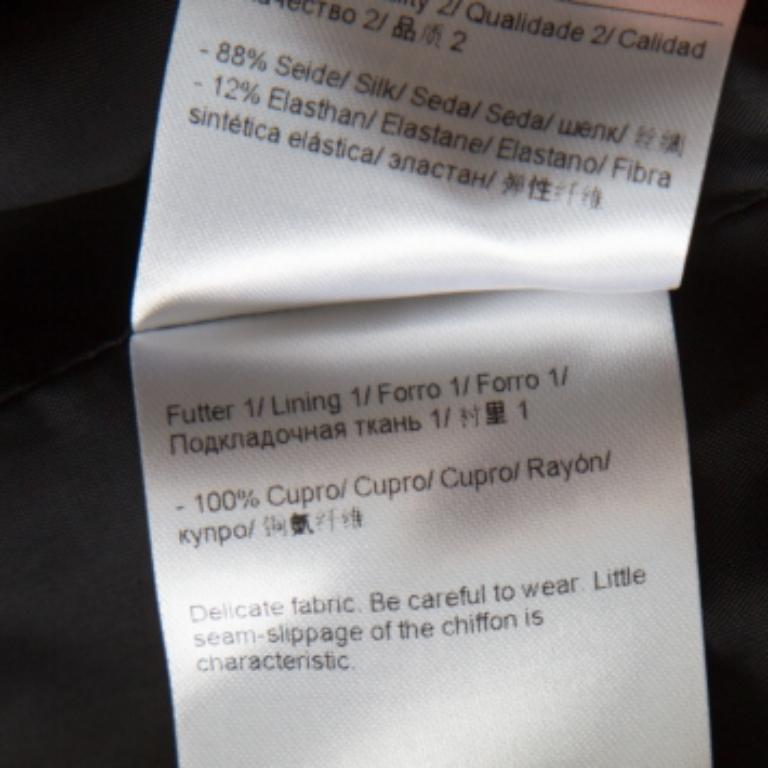 lity 2/ Qualidade 2/ Calidad
ачество 2/ 品质 2
- 88% Seide/ Silk/ Seda/ Seda/ шелк/ 丝绸
- 12% Elasthan/ Elastane/ Elastano/ Fibra
sintética elástica/ эластан/ 弹性纤维
Futter 1/ Lining 1/ Forro 1/ Forro 1/
Подкладочная ткань 1/ 衬里 1
- 100% Cupro/ Cupro/ Cupro/ Rayón/
купро/ 铜氨纤维
Delicate fabric. Be careful to wear. Little
seam-slippage of the chiffon is
characteristic.